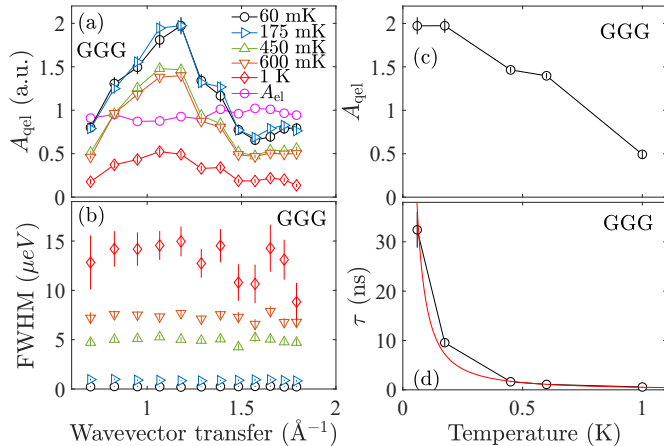 (a)
GGG
60 mK
175 mK
450 mK
600 mK
1 K
A_el
A_qel (a.u.)
2
1.5
1
0.5
0
(b)
GGG
FWHM (μeV)
15
10
5
0
1
1.5
2
Wavevector transfer (Å⁻¹)
(c)
GGG
A_qel
2
1.5
1
0.5
0
(d)
GGG
τ (ns)
30
20
10
0
0
0.5
1
Temperature (K)